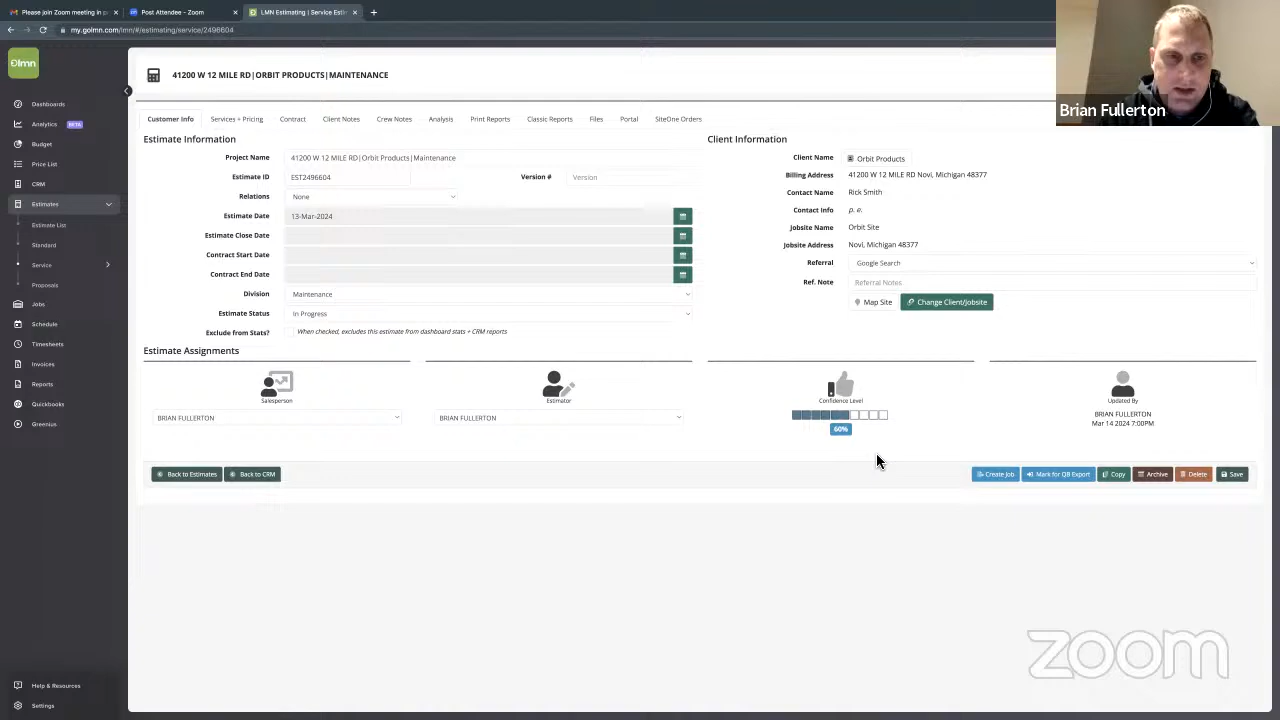 Please join Zoom meeting in p
Post Attendee - Zoom
LMN Estimating | Service Esti
my.golmn.com/lmn/#/estimating/service/2496604
lmn
41200 W 12 MILE RD|ORBIT PRODUCTS|MAINTENANCE
Brian Fullerton
Dashboards
Analytics BETA
Budget
Price List
CRM
Estimates
Estimate List
Standard
Service
Proposals
Jobs
Schedule
Timesheets
Invoices
Reports
Quickbooks
Greenius
Help & Resources
Settings
Customer Info Services + Pricing Contract Client Notes Crew Notes Analysis Print Reports Classic Reports Files Portal SiteOne Orders
Estimate Information
Project Name 41200 W 12 MILE RD|Orbit Products|Maintenance
Estimate ID EST2496604 Version # Version
Relations None
Estimate Date 13-Mar-2024
Estimate Close Date
Contract Start Date
Contract End Date
Division Maintenance
Estimate Status In Progress
Exclude from Stats? When checked, excludes this estimate from dashboard stats + CRM reports
Client Information
Client Name Orbit Products
Billing Address 41200 W 12 MILE RD Novi, Michigan 48377
Contact Name Rick Smith
Contact Info p. e.
Jobsite Name Orbit Site
Jobsite Address Novi, Michigan 48377
Referral Google Search
Ref. Note Referral Notes
Map Site Change Client/Jobsite
Estimate Assignments
Salesperson
BRIAN FULLERTON
Estimator
BRIAN FULLERTON
Confidence Level
60%
Updated By
BRIAN FULLERTON
Mar 14 2024 7:00PM
Back to Estimates Back to CRM Create Job Mark for QB Export Copy Archive Delete Save
zoom